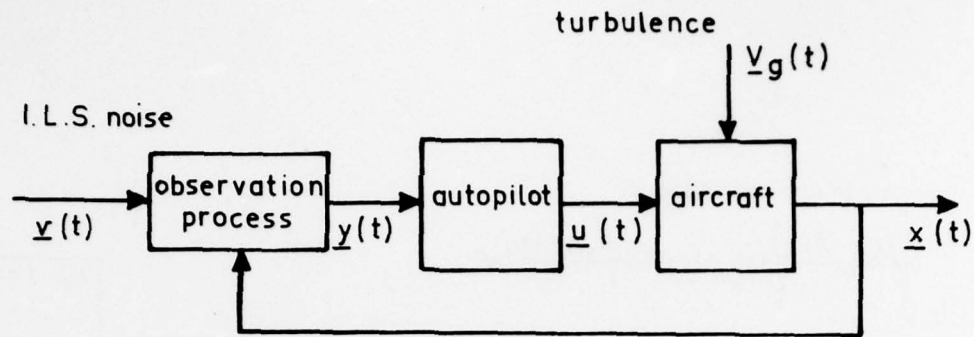 turbulence
V_g(t)
I.L.S. noise
observation
process
autopilot
aircraft
v(t)
y(t)
u(t)
x(t)